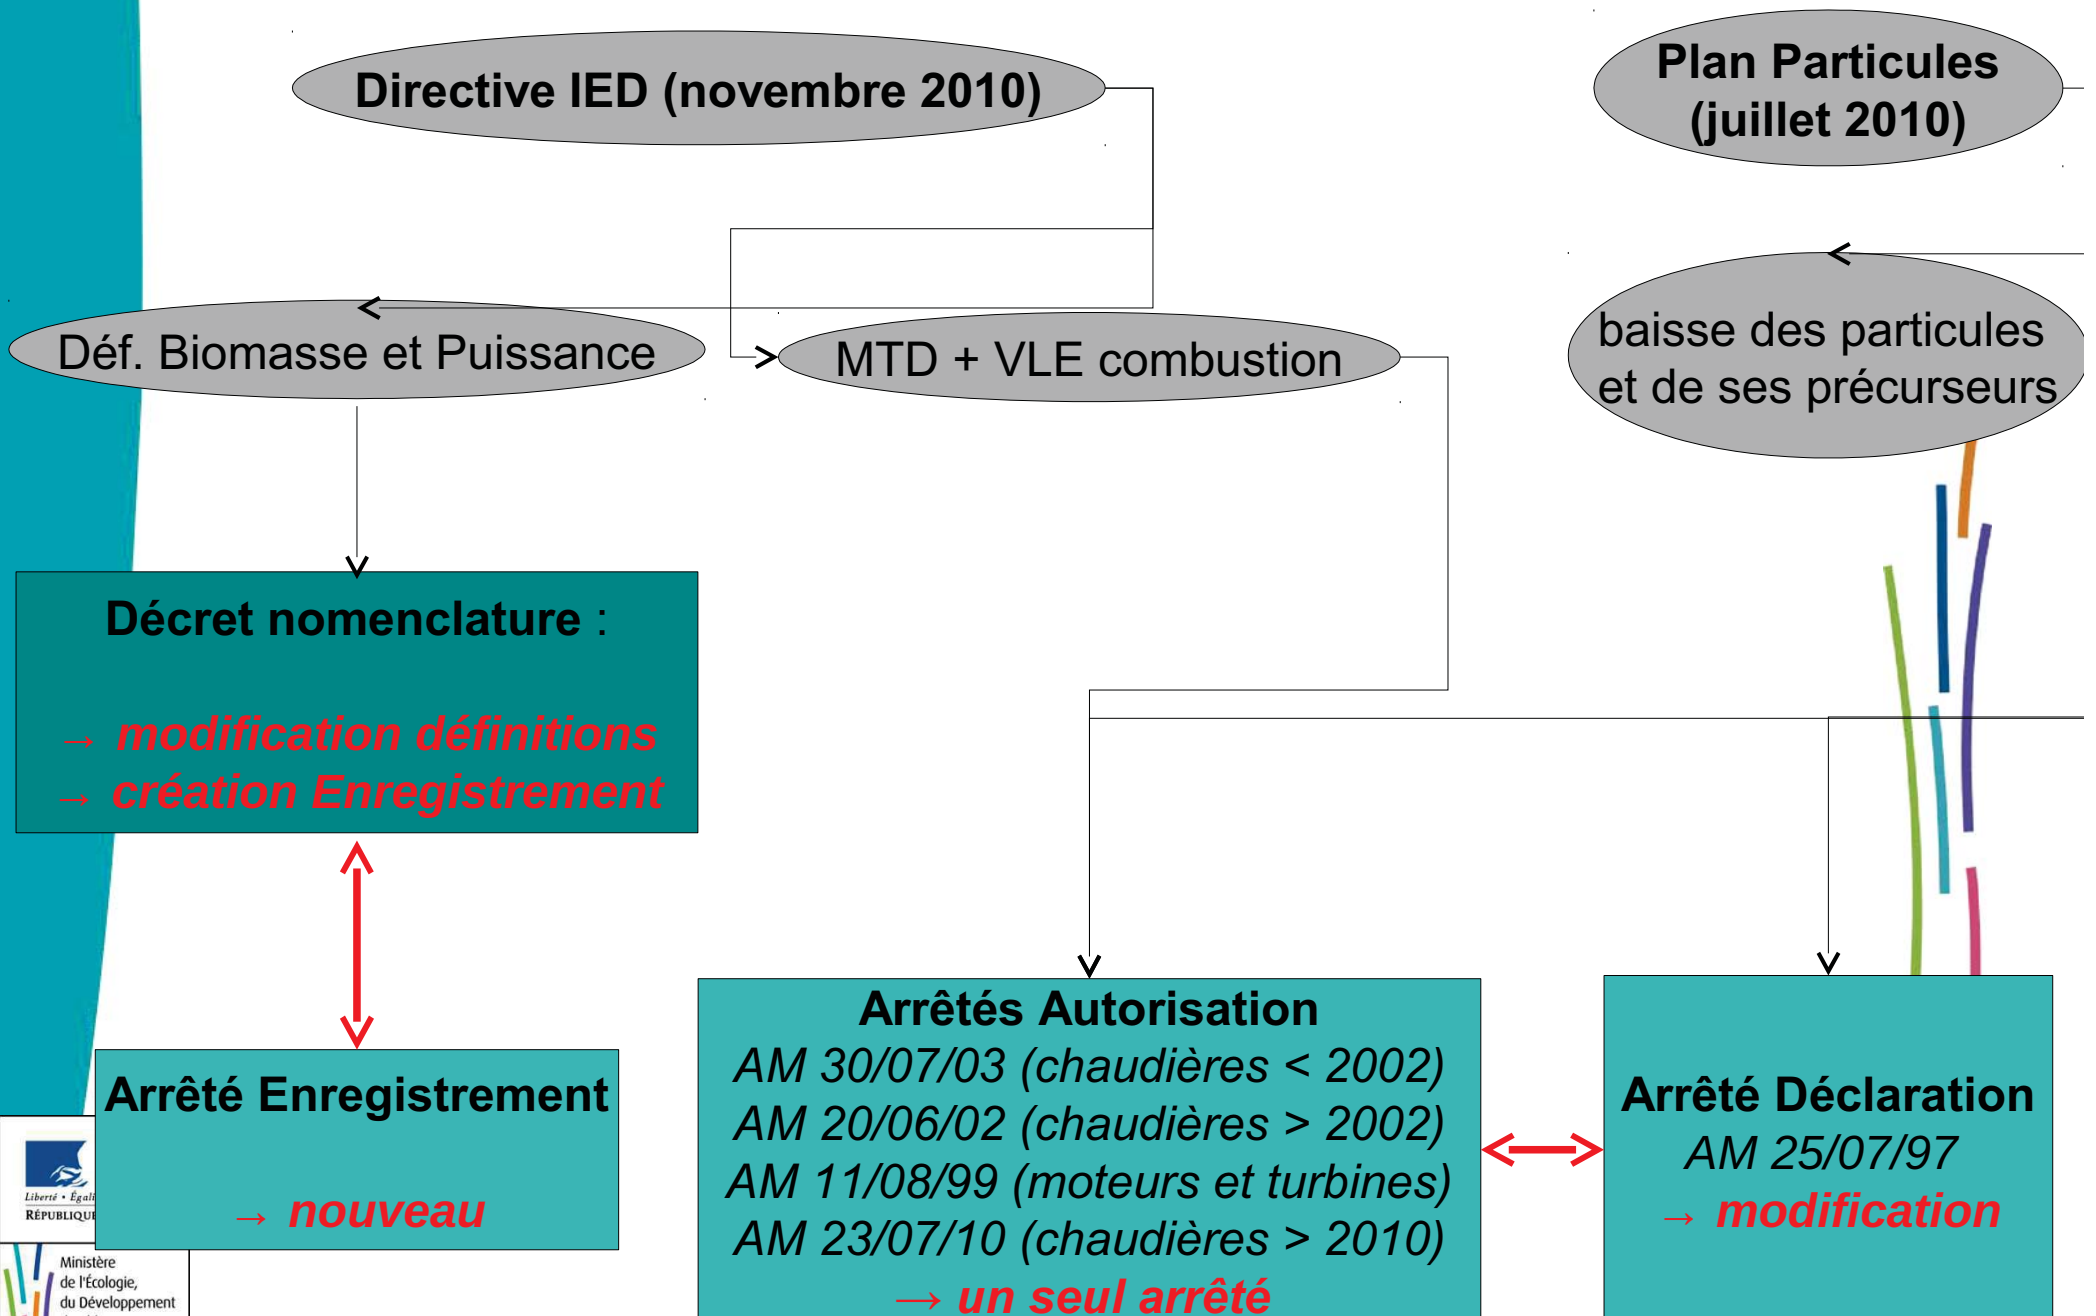 Directive IED (novembre 2010)
Plan Particules
(juillet 2010)
Déf. Biomasse et Puissance
MTD + VLE combustion
baisse des particules
et de ses précurseurs
Décret nomenclature :
→ modification définitions
→ création Enregistrement
Arrêté Enregistrement
→ nouveau
Arrêtés Autorisation
AM 30/07/03 (chaudières < 2002)
AM 20/06/02 (chaudières > 2002)
AM 11/08/99 (moteurs et turbines)
AM 23/07/10 (chaudières > 2010)
→ un seul arrêté
Arrêté Déclaration
AM 25/07/97
→ modification
Liberté • Égali
RÉPUBLIQUE
Ministère
de l'Écologie,
du Développement